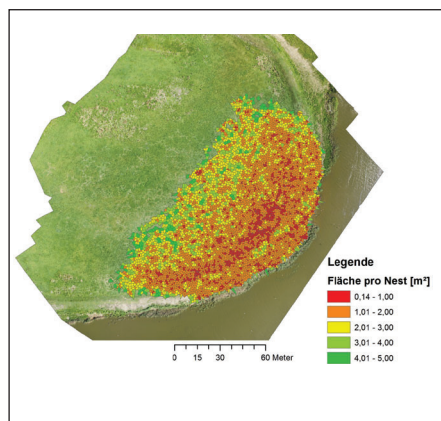 Legende
Fläche pro Nest [m²]
0,14 - 1,00
1,01 - 2,00
2,01 - 3,00
3,01 - 4,00
4,01 - 5,00
0 15 30 60 Meter